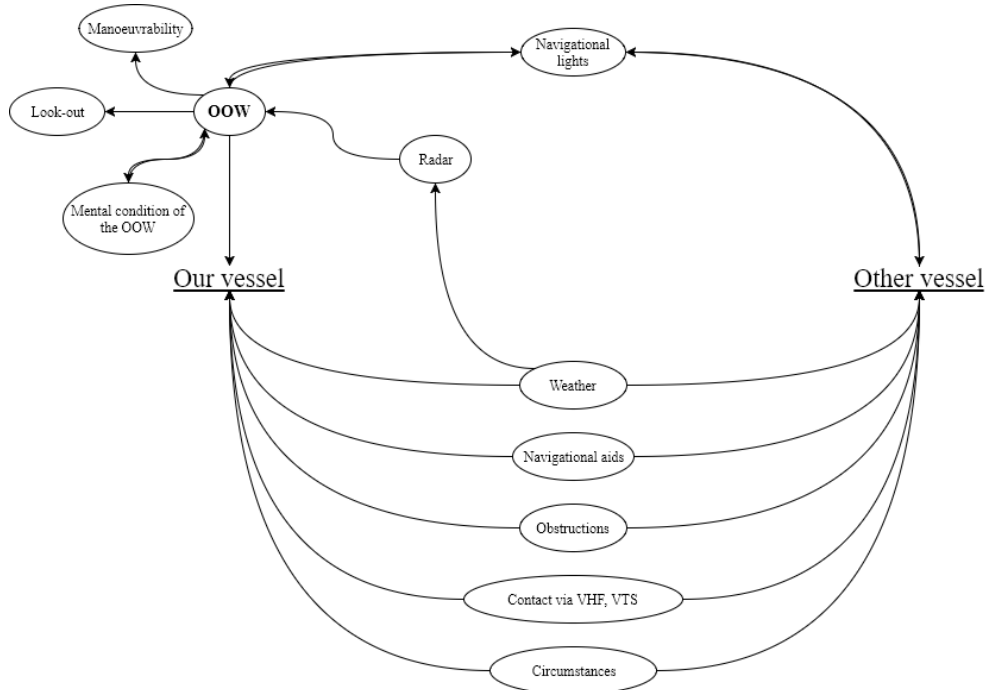 Manoeuvrability
Navigational
lights
Look-out
OOW
Radar
Mental condition of
the OOW
Our vessel
Other vessel
Weather
Navigational aids
Obstructions
Contact via VHF, VTS
Circumstances